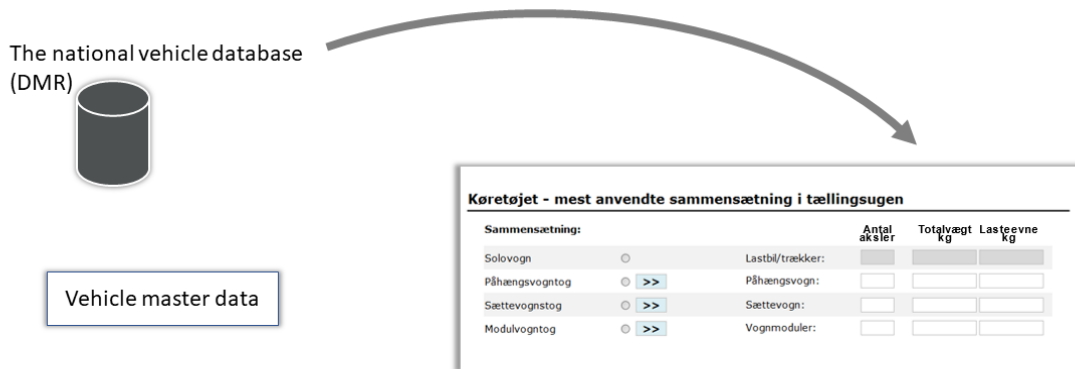 The national vehicle database
(DMR)
Køretøjet - mest anvendte sammensætning i tællingsugen
Sammensætning: Antal aksler Totalvægt kg Lasteevne kg
Solovogn Lastbil/trækker:
Påhængsvogntog >> Påhængsvogn:
Sættevognstog >> Sættevogn:
Modulvogntog >> Vognmoduler:
Vehicle master data